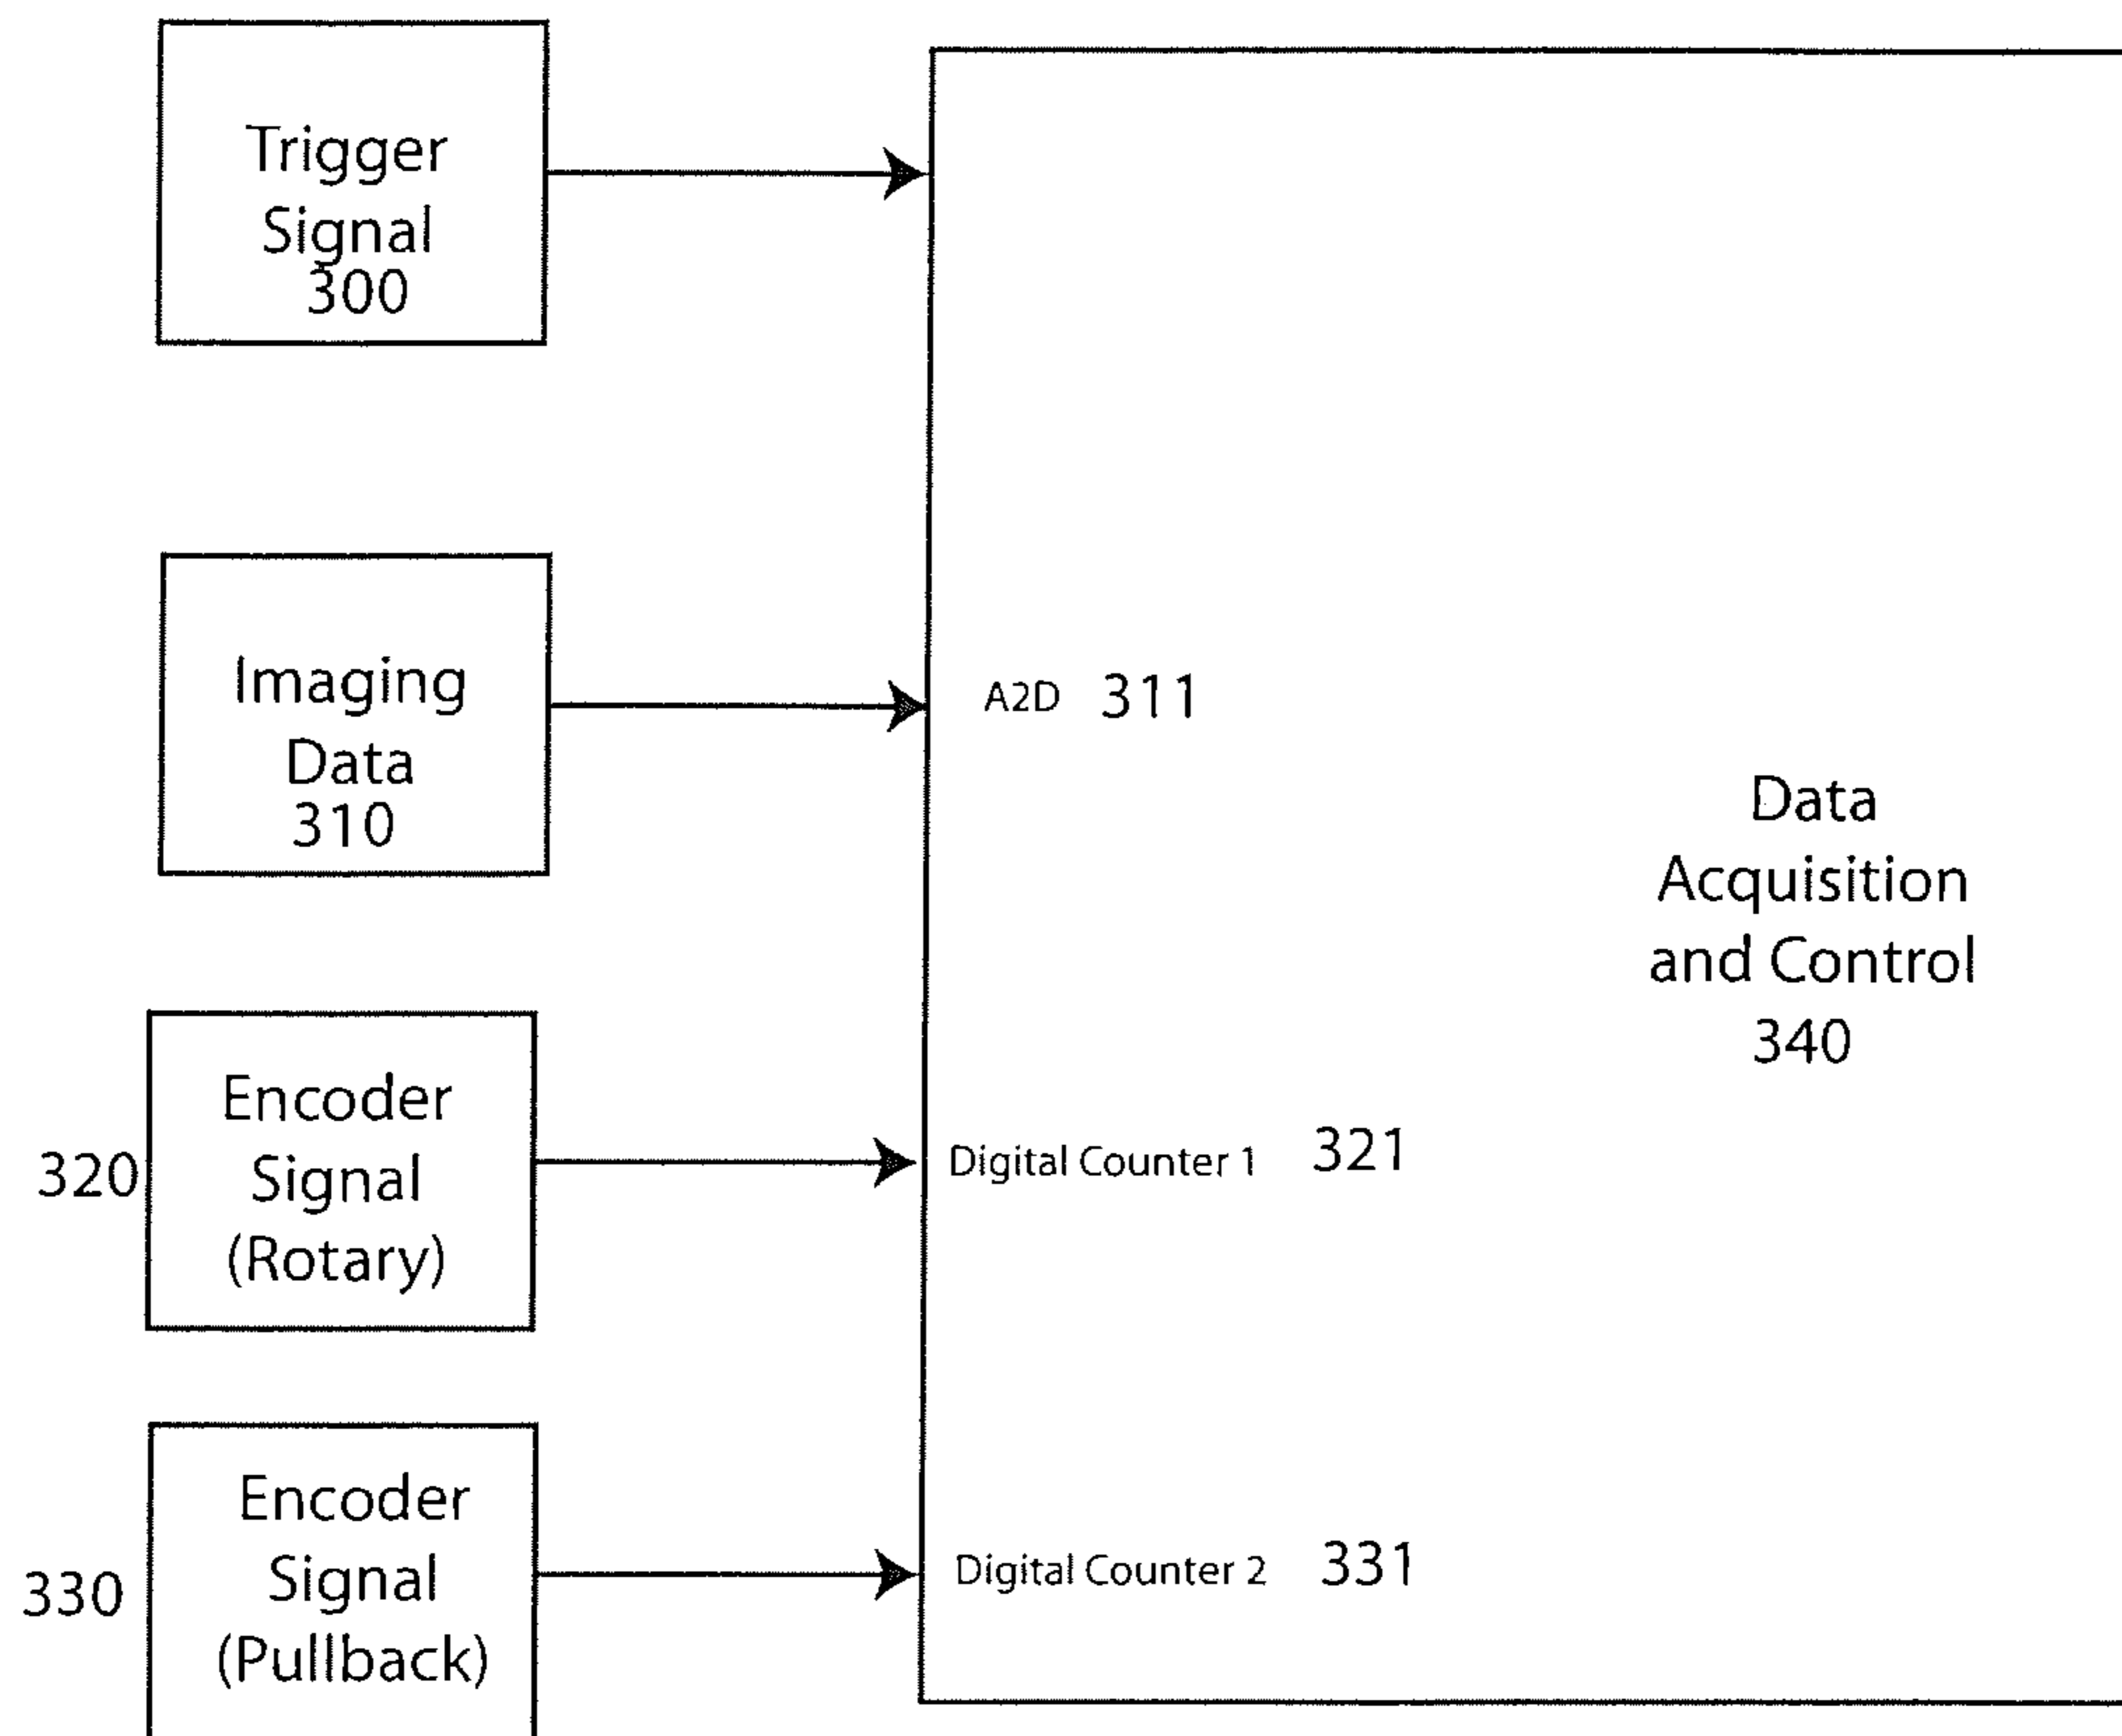 Trigger
Signal
300
Imaging
Data
310
A2D 311
Data
Acquisition
and Control
340
320
Encoder
Signal
(Rotary)
Digital Counter 1 321
330
Encoder
Signal
(Pullback)
Digital Counter 2 331